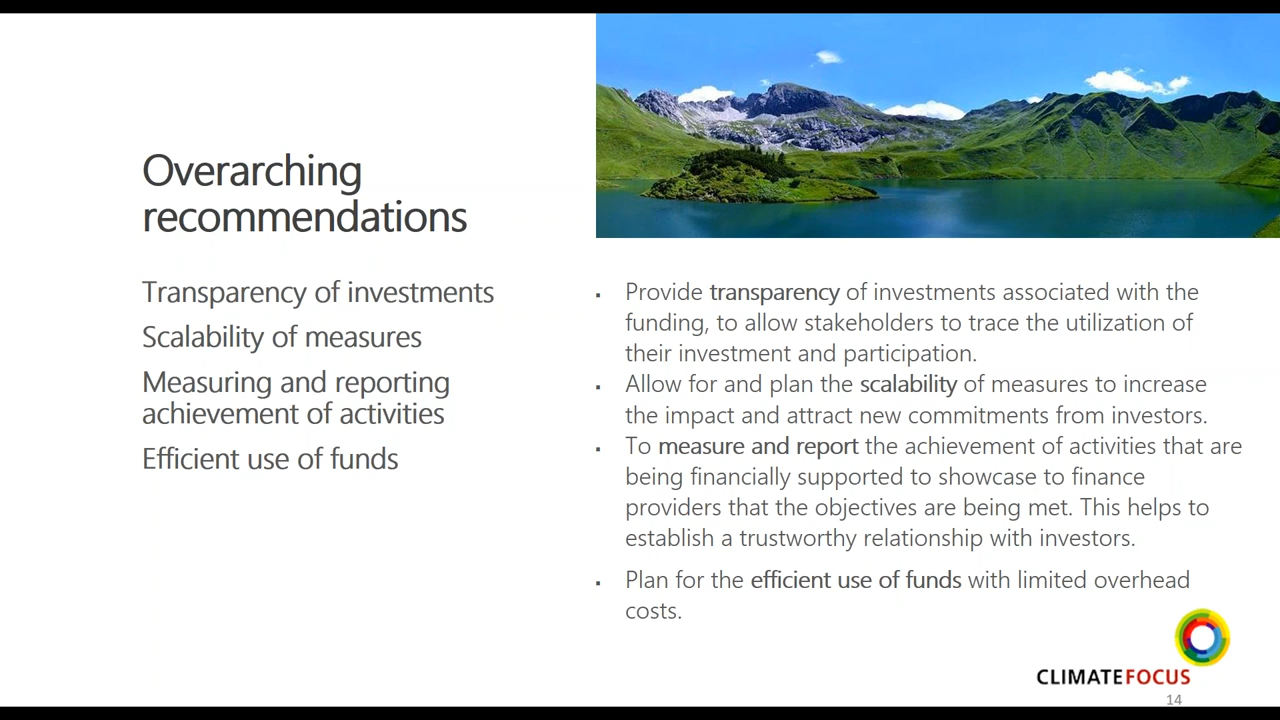 Overarching
recommendations
Transparency of investments
Scalability of measures
Measuring and reporting
achievement of activities
Efficient use of funds
▪ Provide transparency of investments associated with the
funding, to allow stakeholders to trace the utilization of
their investment and participation.
▪ Allow for and plan the scalability of measures to increase
the impact and attract new commitments from investors.
▪ To measure and report the achievement of activities that are
being financially supported to showcase to finance
providers that the objectives are being met. This helps to
establish a trustworthy relationship with investors.
▪ Plan for the efficient use of funds with limited overhead
costs.
CLIMATEFOCUS
14